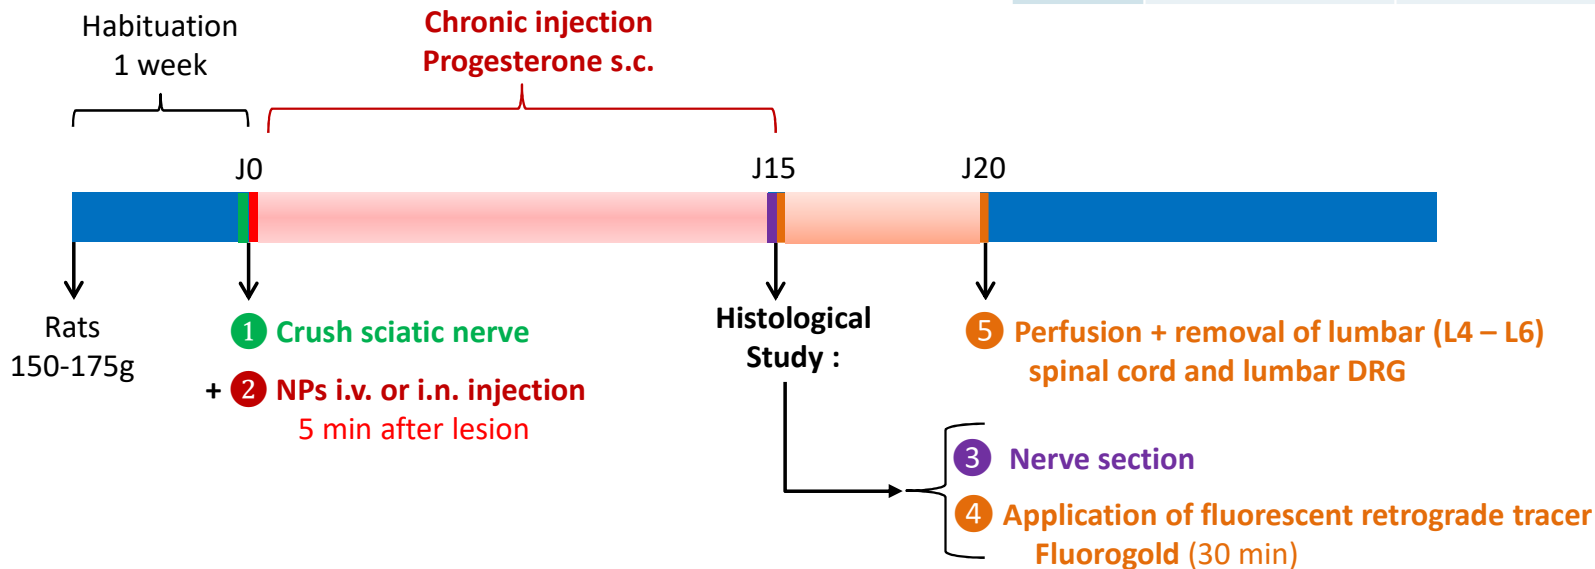 Habituation
1 week
Chronic injection
Progesterone s.c.
J0
J15
J20
Rats
150-175g
1 Crush sciatic nerve
+ 2 NPs i.v. or i.n. injection
5 min after lesion
Histological
Study :
5 Perfusion + removal of lumbar (L4 – L6)
spinal cord and lumbar DRG
3 Nerve section
4 Application of fluorescent retrograde tracer
Fluorogold (30 min)